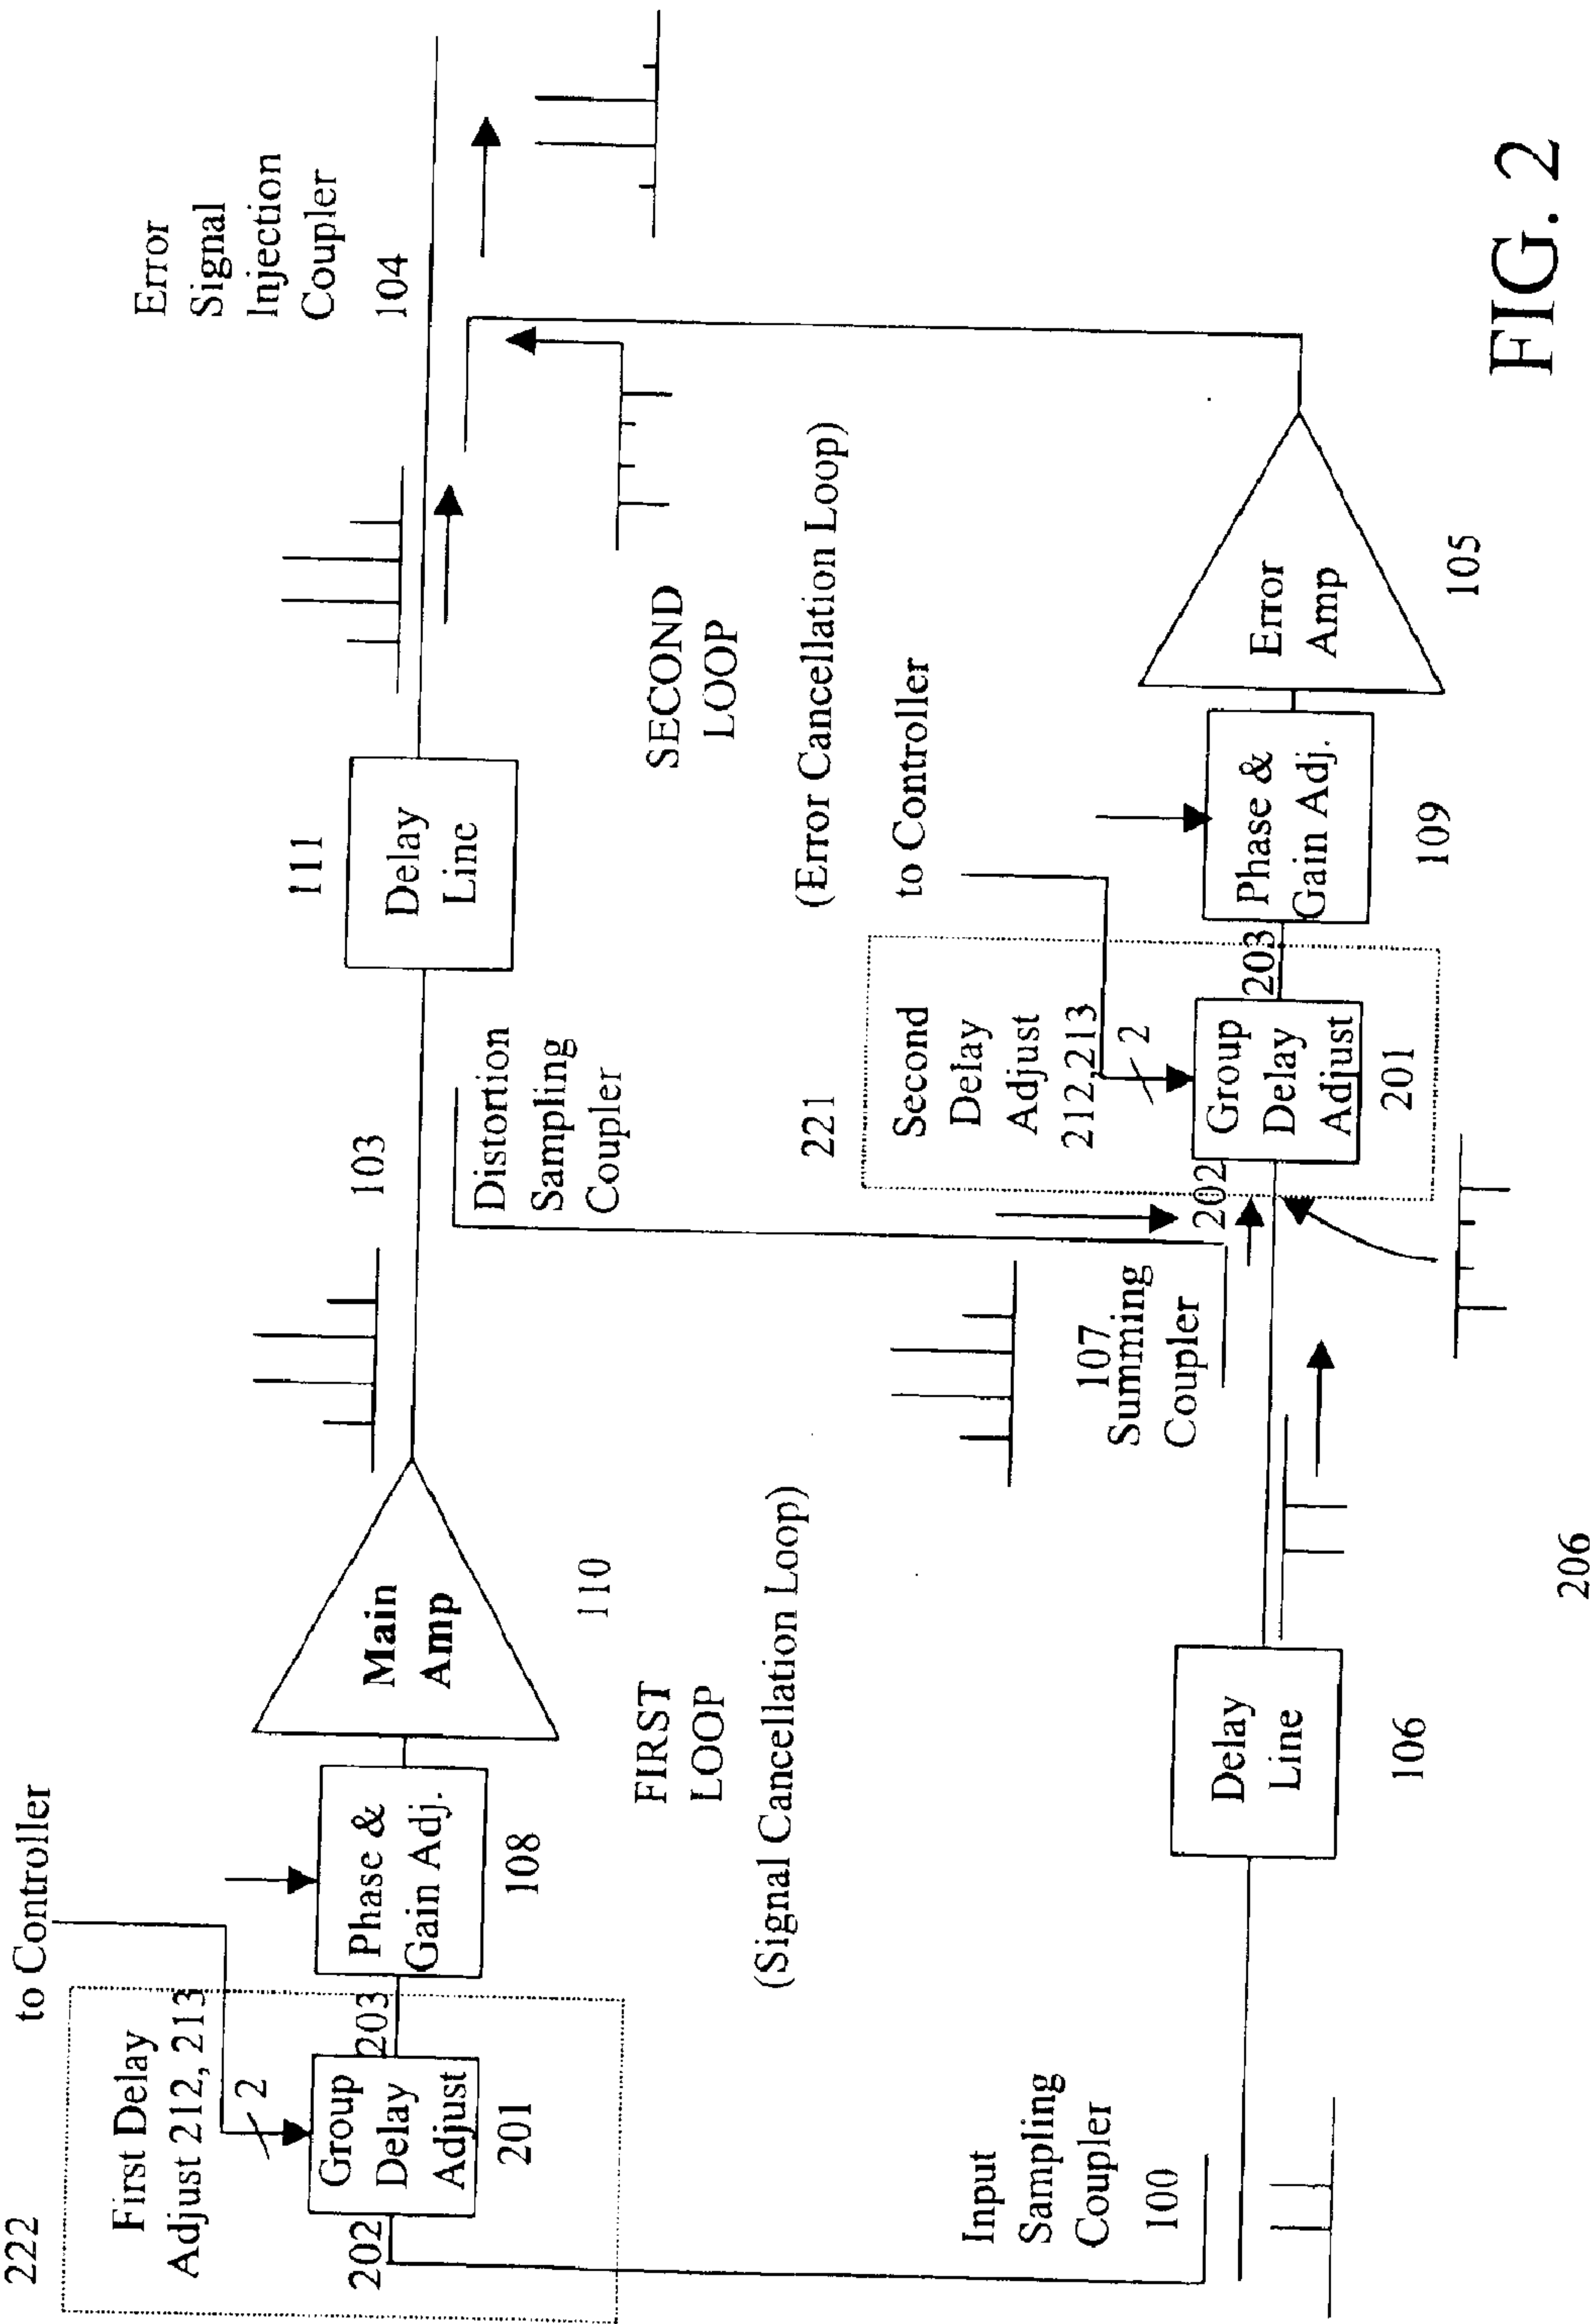 222
to Controller
First Delay
Adjust 212, 213
2
202
Group
Delay
Adjust
203
201
Phase &
Gain Adj.
108
Main
Amp
110
FIRST
LOOP
(Signal Cancellation Loop)
103
Distortion
Sampling
Coupler
111
Delay
Line
SECOND
LOOP
(Error Cancellation Loop)
Error
Signal
Injection
Coupler
104
Input
Sampling
Coupler
100
Delay
Line
106
107
Summing
Coupler
206
221
to Controller
Second
Delay
Adjust
212,213
2
202
Group
Delay
Adjust
203
201
Phase &
Gain Adj.
109
Error
Amp
105
FIG. 2